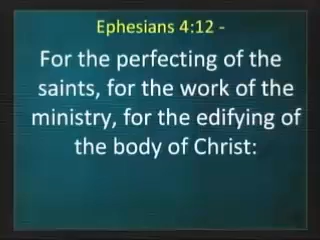 Ephesians 4:12 -
For the perfecting of the
saints, for the work of the
ministry, for the edifying of
the body of Christ: